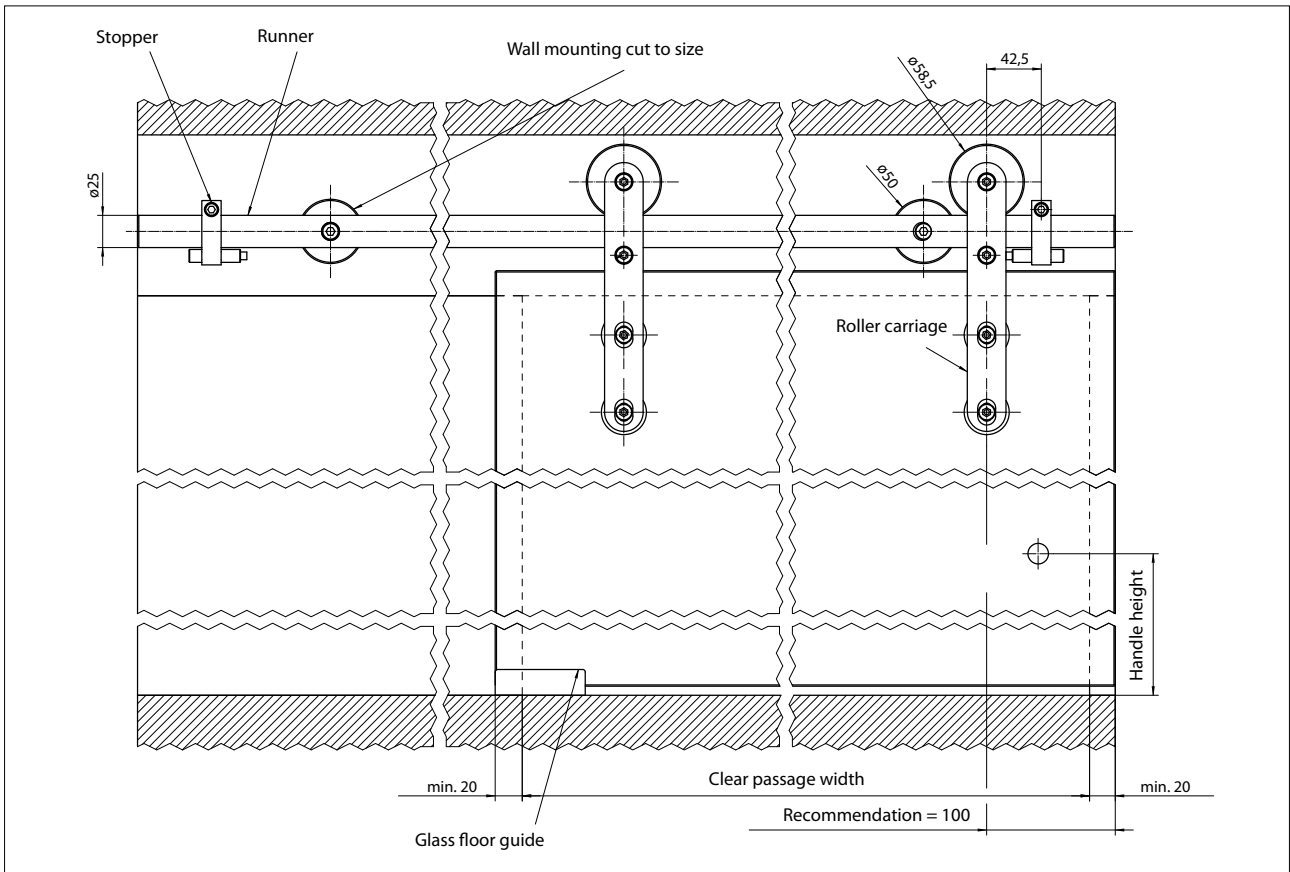 Stopper
Runner
Wall mounting cut to size
ø58,5
42,5
ø25
ø50
Roller carriage
Handle height
min. 20
Clear passage width
min. 20
Recommendation = 100
Glass floor guide